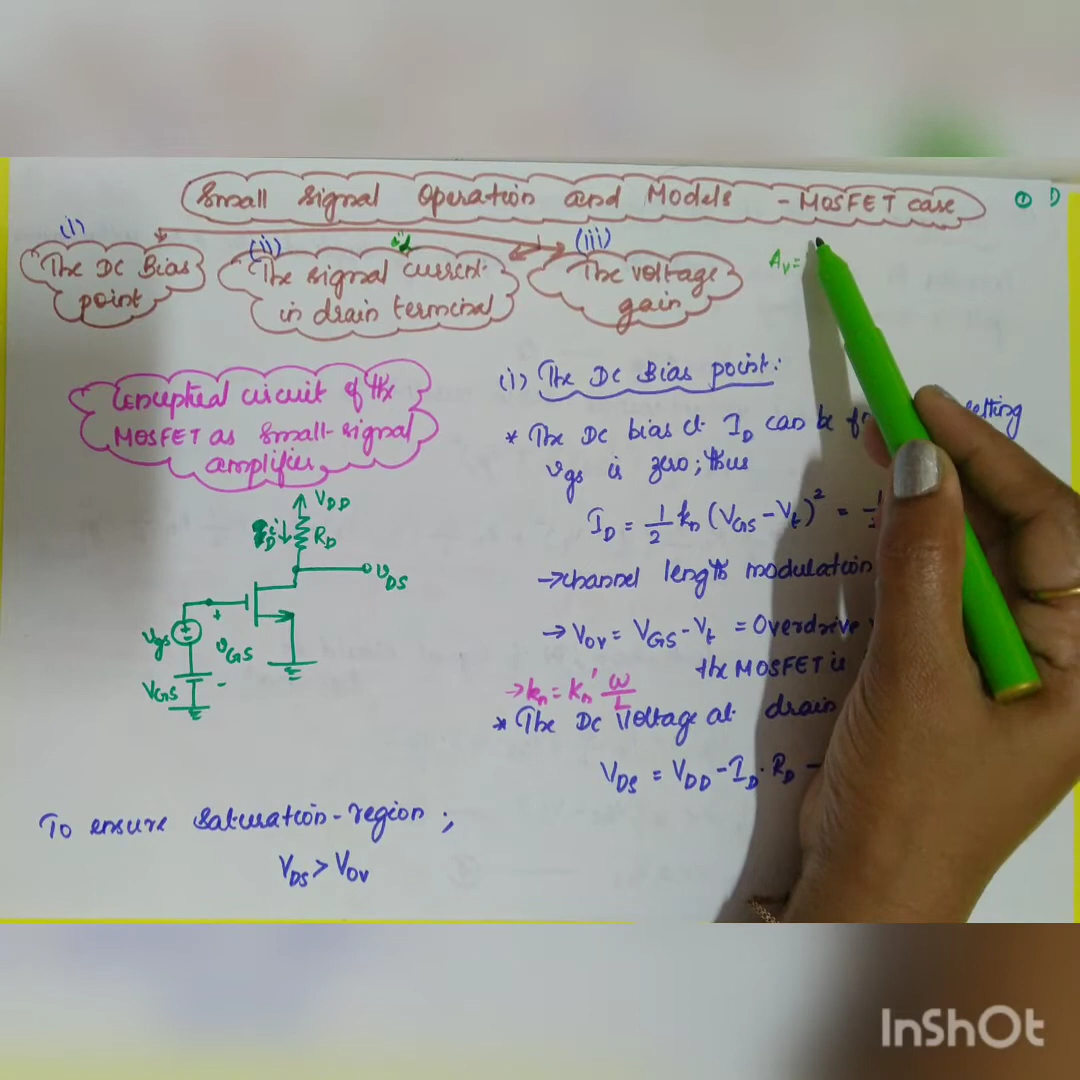 Small Signal Operation and Models - MOSFET case
① D
(i)
The DC Bias
point
(ii)
id
The signal current
in drain terminal
(iii)
The voltage
gain
Av =
Conceptual circuit of the
MOSFET as small-signal
amplifier
VDD
iD ↓ RD
vDS
vgs
+
vGS
-
VGS
To ensure saturation-region ;
VDS > VOV
(i) The DC Bias point:
* The DC bias ct ID can be setting
vgs is zero; thus
ID = 1/2 kn (VGS - Vt)² =
→ channel length modulation
→ VOV = VGS - Vt = Overdrive
the MOSFET is
→ kn = kn' W/L
* The DC Voltage at drain
VDS = VDD - ID . RD -
InShOt